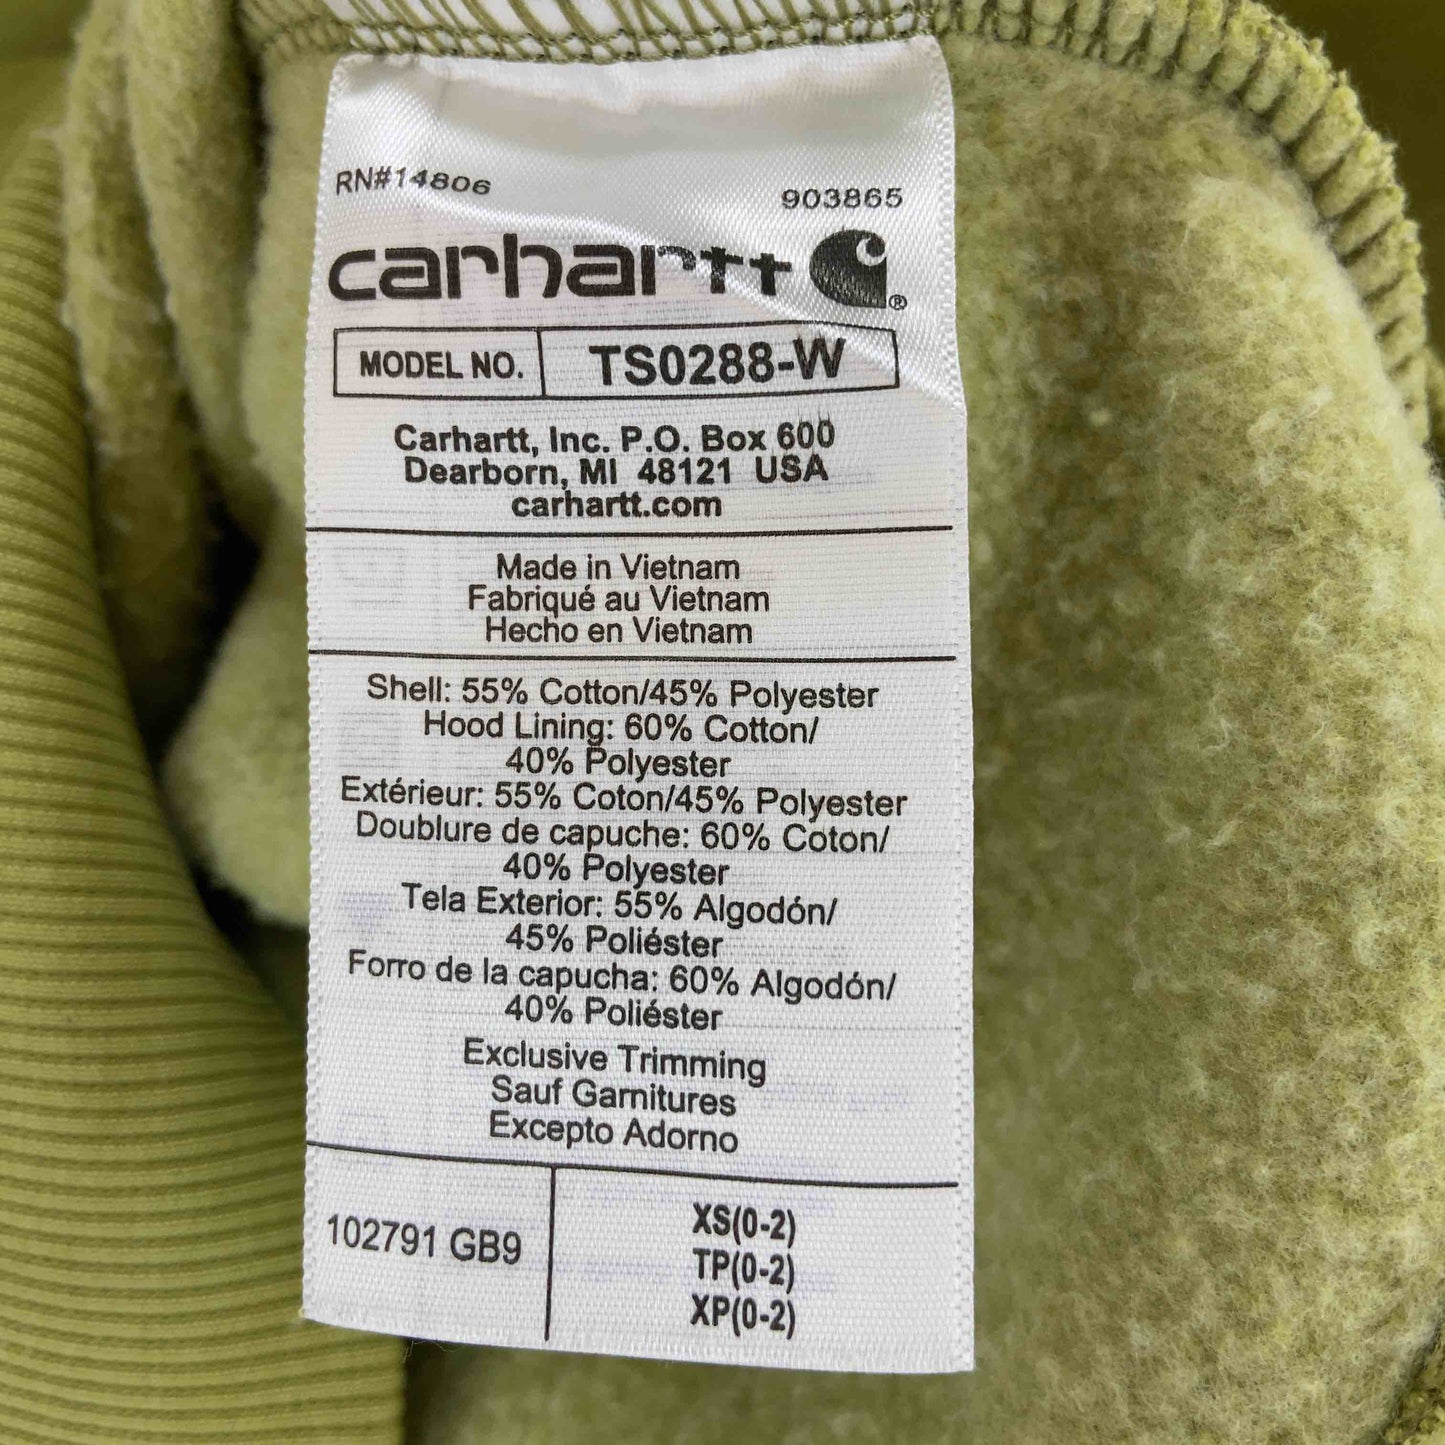 RN#14806 903865
carhartt ®
MODEL NO. TS0288-W
Carhartt, Inc. P.O. Box 600
Dearborn, MI 48121 USA
carhartt.com
Made in Vietnam
Fabriqué au Vietnam
Hecho en Vietnam
Shell: 55% Cotton/45% Polyester
Hood Lining: 60% Cotton/
40% Polyester
Extérieur: 55% Coton/45% Polyester
Doublure de capuche: 60% Coton/
40% Polyester
Tela Exterior: 55% Algodón/
45% Poliéster
Forro de la capucha: 60% Algodón/
40% Poliéster
Exclusive Trimming
Sauf Garnitures
Excepto Adorno
102791 GB9
XS(0-2)
TP(0-2)
XP(0-2)